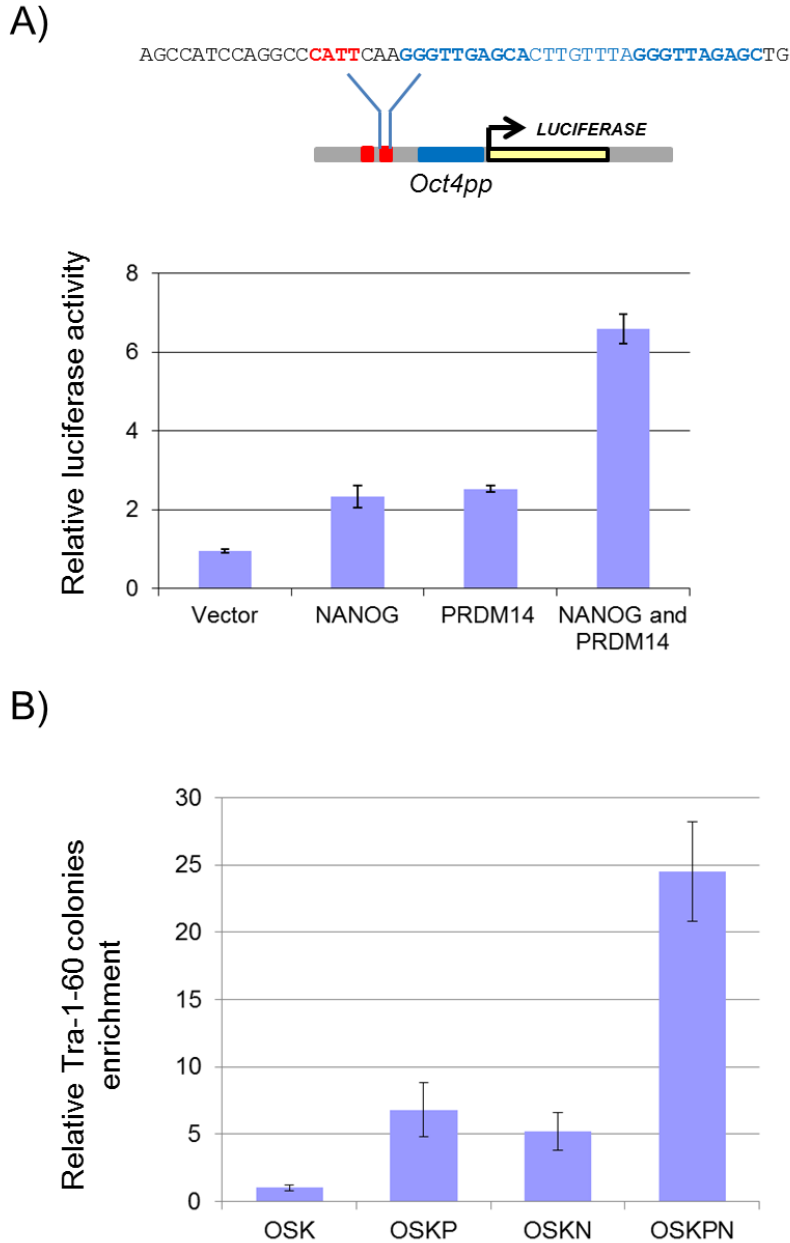 A)
AGCCATCCAGGCCCATTCAAGGGTTGAGCACTTGTTTAGGGTTAGAGCTG
LUCIFERASE
Oct4pp
Relative luciferase activity
8
6
4
2
0
Vector
NANOG
PRDM14
NANOG and
PRDM14
B)
Relative Tra-1-60 colonies
enrichment
30
25
20
15
10
5
0
OSK
OSKP
OSKN
OSKPN